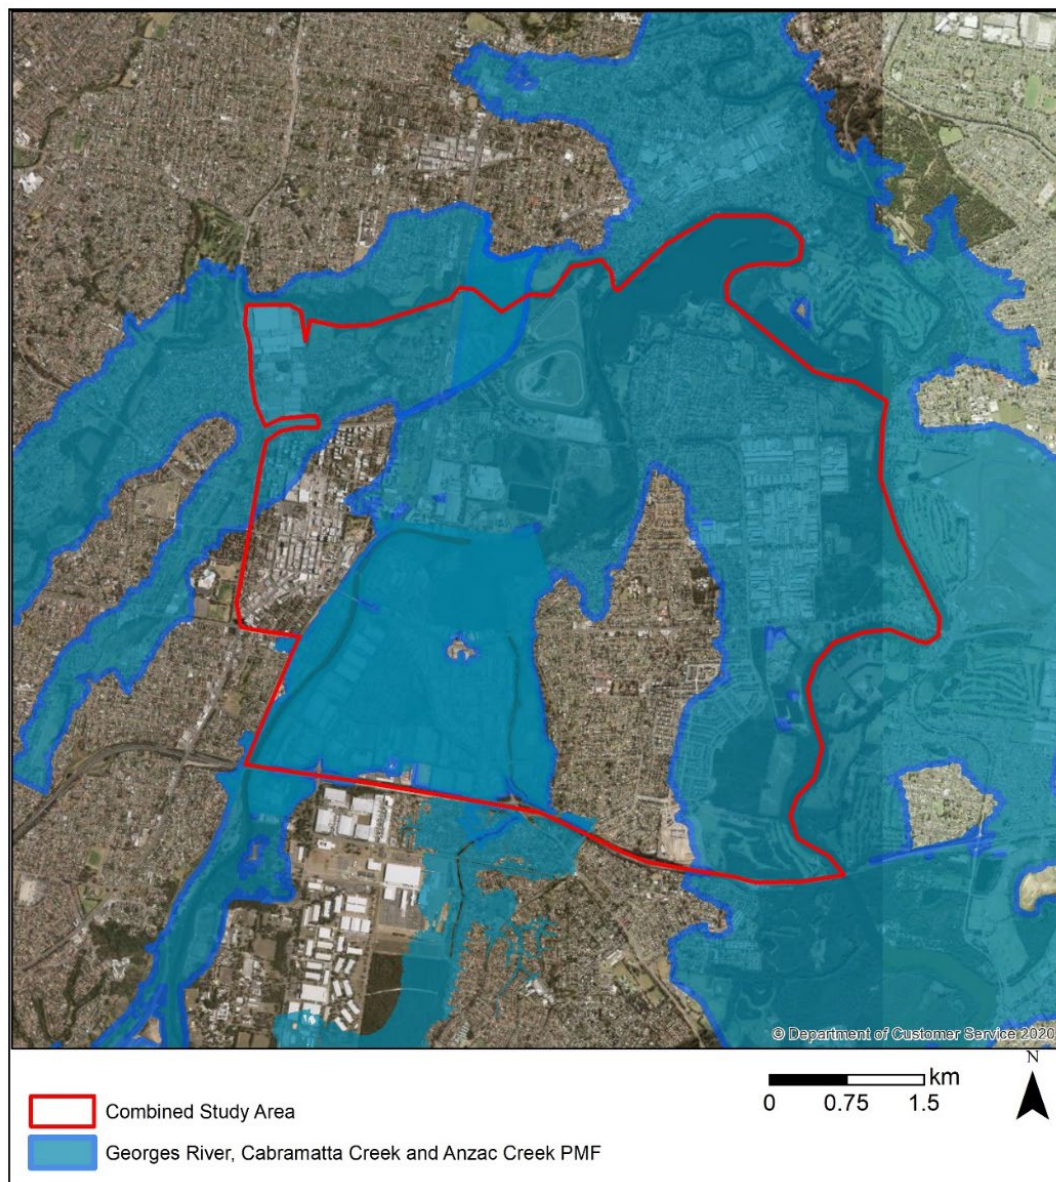 © Department of Customer Service 2020
N
km
0 0.75 1.5
Combined Study Area
Georges River, Cabramatta Creek and Anzac Creek PMF